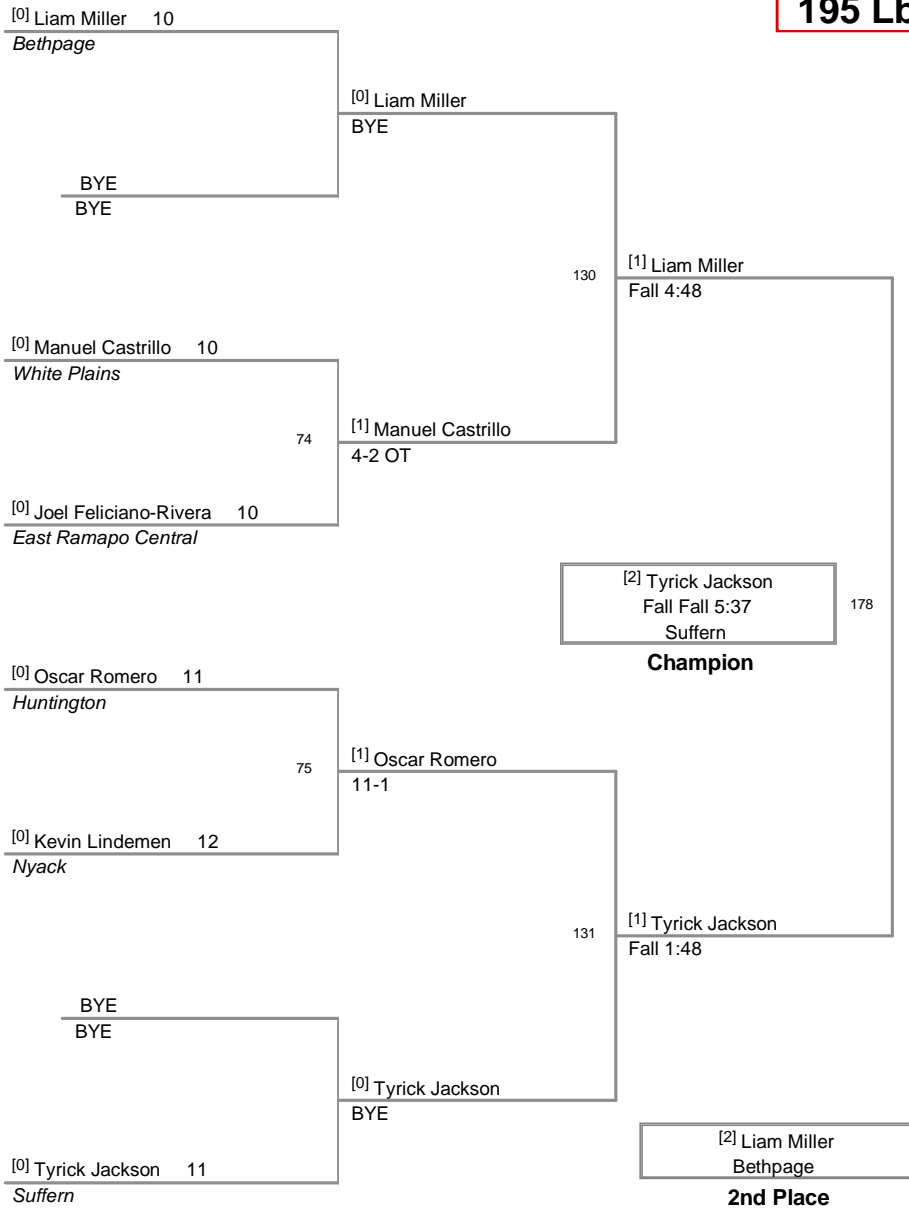 [0] Liam Miller 10
195 Lb
Bethpage
[0] Liam Miller
BYE
BYE
BYE
130
[1] Liam Miller
Fall 4:48
[0] Manuel Castrillo 10
White Plains
74
[1] Manuel Castrillo
4-2 OT
[0] Joel Feliciano-Rivera 10
East Ramapo Central
[2] Tyrick Jackson
Fall Fall 5:37
Suffern
178
Champion
[0] Oscar Romero 11
Huntington
75
[1] Oscar Romero
11-1
[0] Kevin Lindemen 12
Nyack
131
[1] Tyrick Jackson
Fall 1:48
BYE
BYE
[0] Tyrick Jackson
BYE
[0] Tyrick Jackson 11
Suffern
[2] Liam Miller
Bethpage
2nd Place